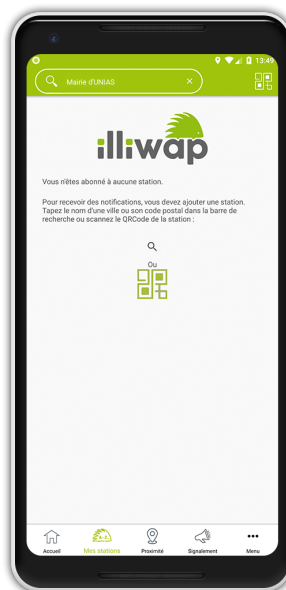 13:49
Mairie d'UNIAS
illiwap
Vous n'êtes abonné à aucune station.
Pour recevoir des notifications, vous devez ajouter une station.
Tapez le nom d'une ville ou son code postal dans la barre de
recherche ou scannez le QRCode de la station :
Ou
A-Z
Accueil
Mes stations
Proximité
Signalement
Menu